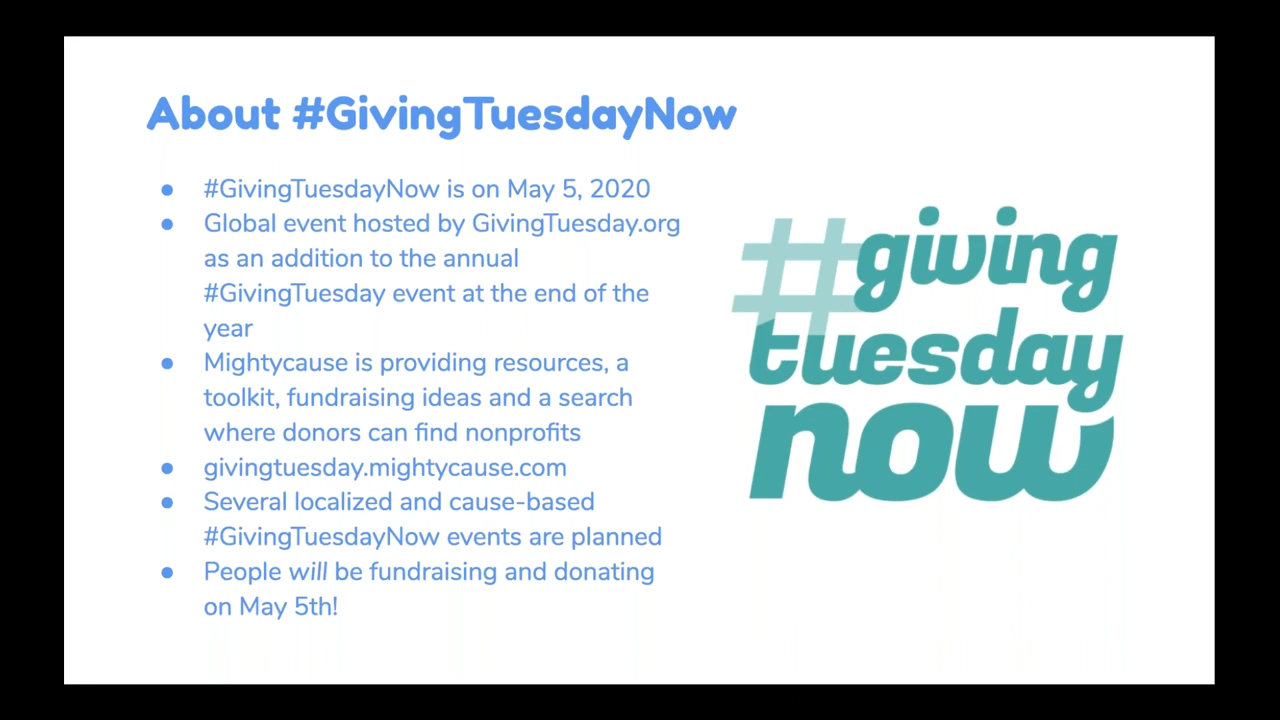 About #GivingTuesdayNow
● #GivingTuesdayNow is on May 5, 2020
● Global event hosted by GivingTuesday.org
as an addition to the annual
#GivingTuesday event at the end of the
year
● Mightycause is providing resources, a
toolkit, fundraising ideas and a search
where donors can find nonprofits
● givingtuesday.mightycause.com
● Several localized and cause-based
#GivingTuesdayNow events are planned
● People will be fundraising and donating
on May 5th!
#giving
tuesday
now